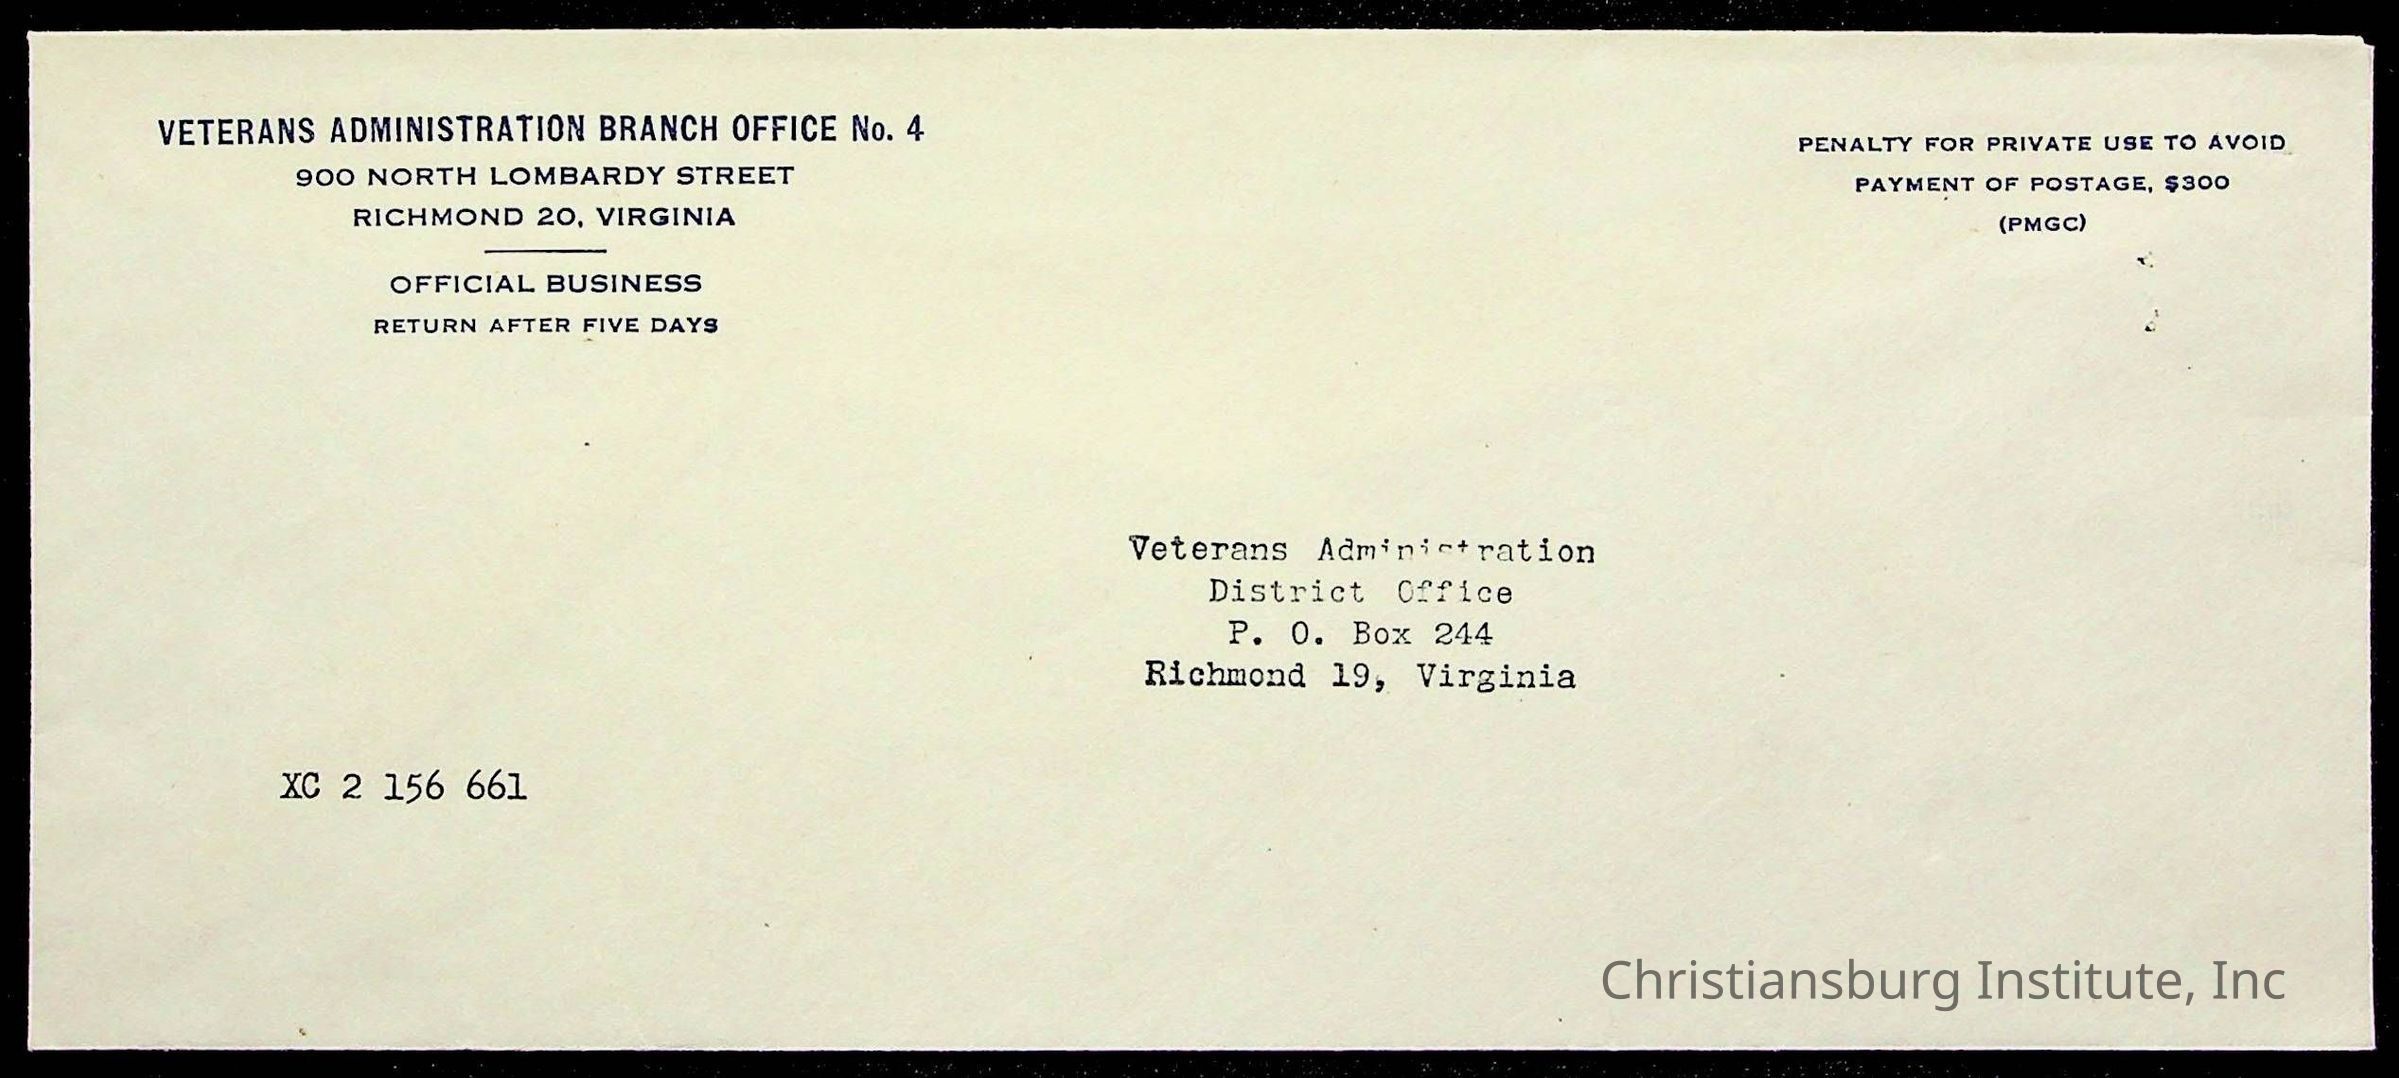 VETERANS ADMINISTRATION BRANCH OFFICE No. 4
900 NORTH LOMBARDY STREET
RICHMOND 20, VIRGINIA
OFFICIAL BUSINESS
RETURN AFTER FIVE DAYS
PENALTY FOR PRIVATE USE TO AVOID
PAYMENT OF POSTAGE, $300
(PMGC)
Veterans Administration
District Office
P. O. Box 244
Richmond 19, Virginia
XC 2 156 661
Christiansburg Institute, Inc